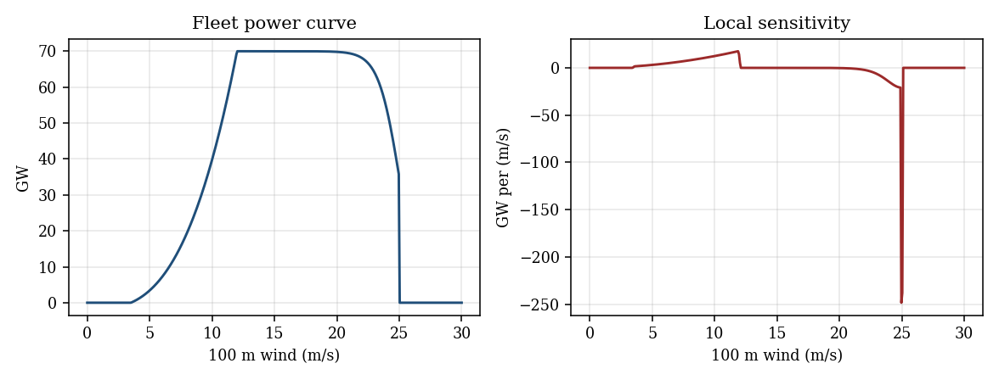 Fleet power curve
GW
70
60
50
40
30
20
10
0
0 5 10 15 20 25 30
100 m wind (m/s)
Local sensitivity
GW per (m/s)
0
−50
−100
−150
−200
−250
0 5 10 15 20 25 30
100 m wind (m/s)